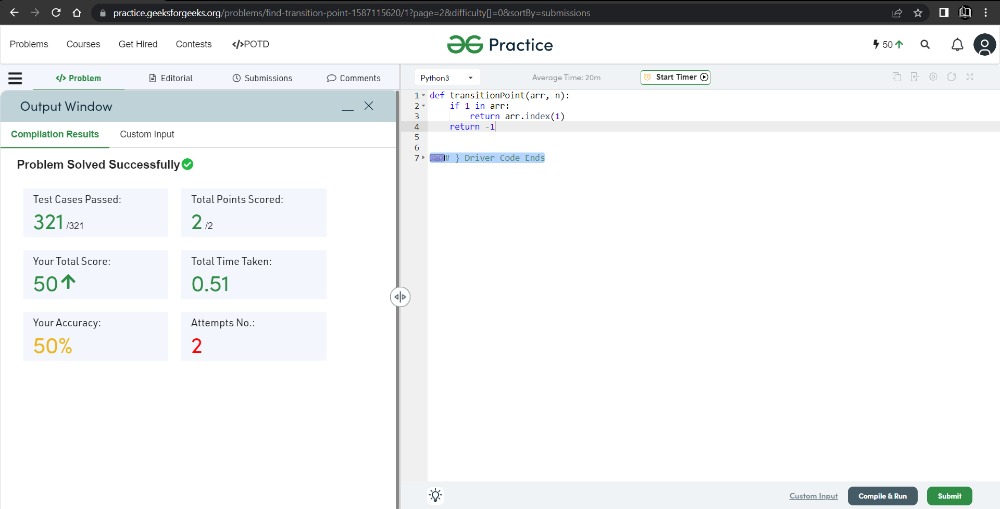 practice.geeksforgeeks.org/problems/find-transition-point-1587115620/1?page=2&difficulty[]=0&sortBy=submissions
Problems Courses Get Hired Contests </>POTD
Practice
50
</> Problem Editorial Submissions Comments
Python3 Average Time: 20m Start Timer
Output Window
Compilation Results Custom Input
Problem Solved Successfully
Test Cases Passed: Total Points Scored:
321 /321 2 /2
Your Total Score: Total Time Taken:
50 0.51
Your Accuracy: Attempts No.:
50% 2
1 def transitionPoint(arr, n):
2 if 1 in arr:
3 return arr.index(1)
4 return -1
5
6
7 # } Driver Code Ends
Custom Input Compile & Run Submit